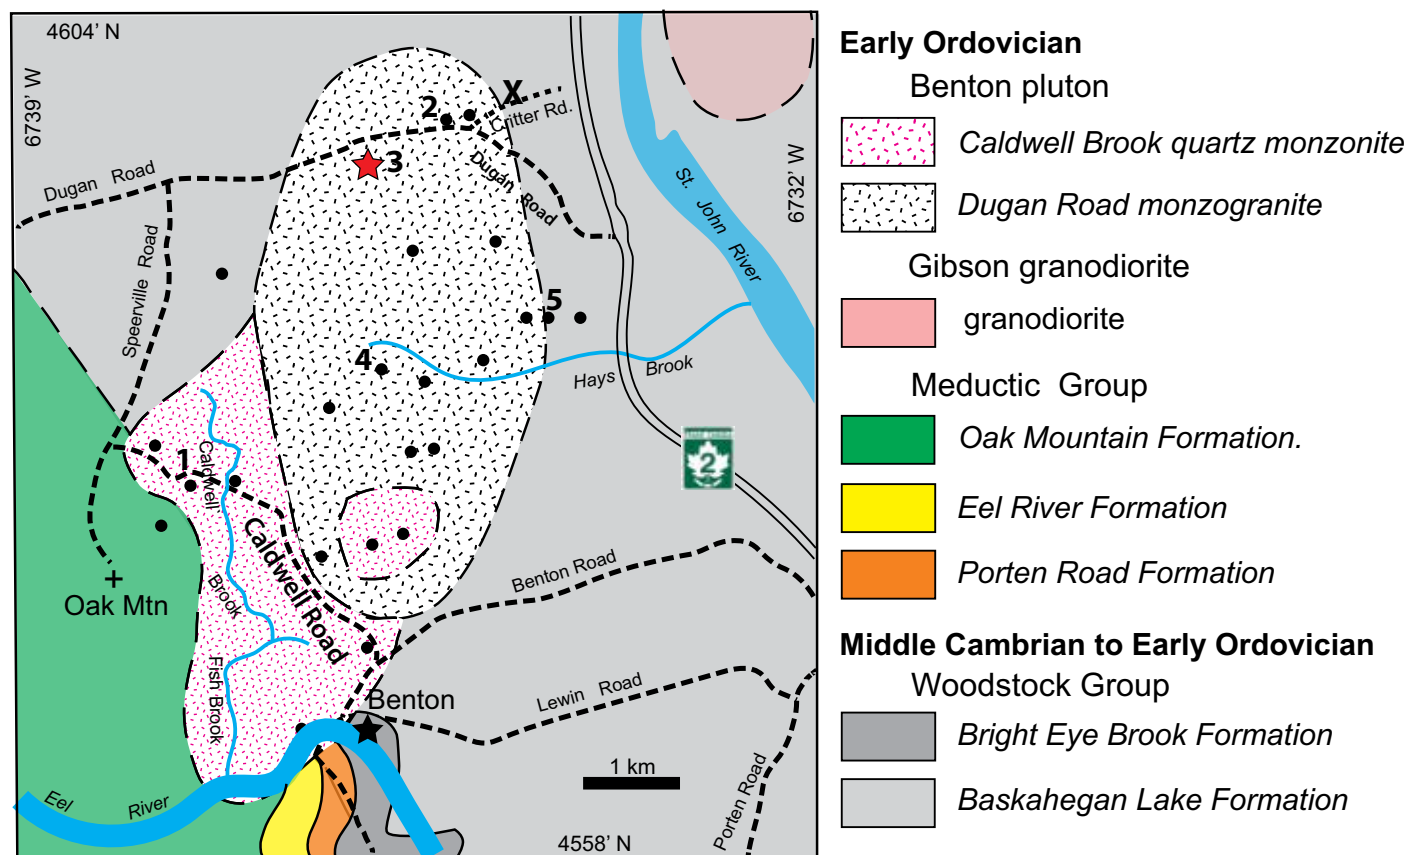 4604’ N
6739’ W
X
2
Critter Rd.
3
Dugan Road
Dugan Road
6732’ W
St. John River
Speerville Road
5
4
Hays Brook
1
Caldwell
Brook
Caldwell Road
2
Oak Mtn
Benton Road
Fish Brook
Benton
Lewin Road
1 km
Porten Road
Eel River
4558’ N
Early Ordovician
Benton pluton
Caldwell Brook quartz monzonite
Dugan Road monzogranite
Gibson granodiorite
granodiorite
Meductic Group
Oak Mountain Formation.
Eel River Formation
Porten Road Formation
Middle Cambrian to Early Ordovician
Woodstock Group
Bright Eye Brook Formation
Baskahegan Lake Formation